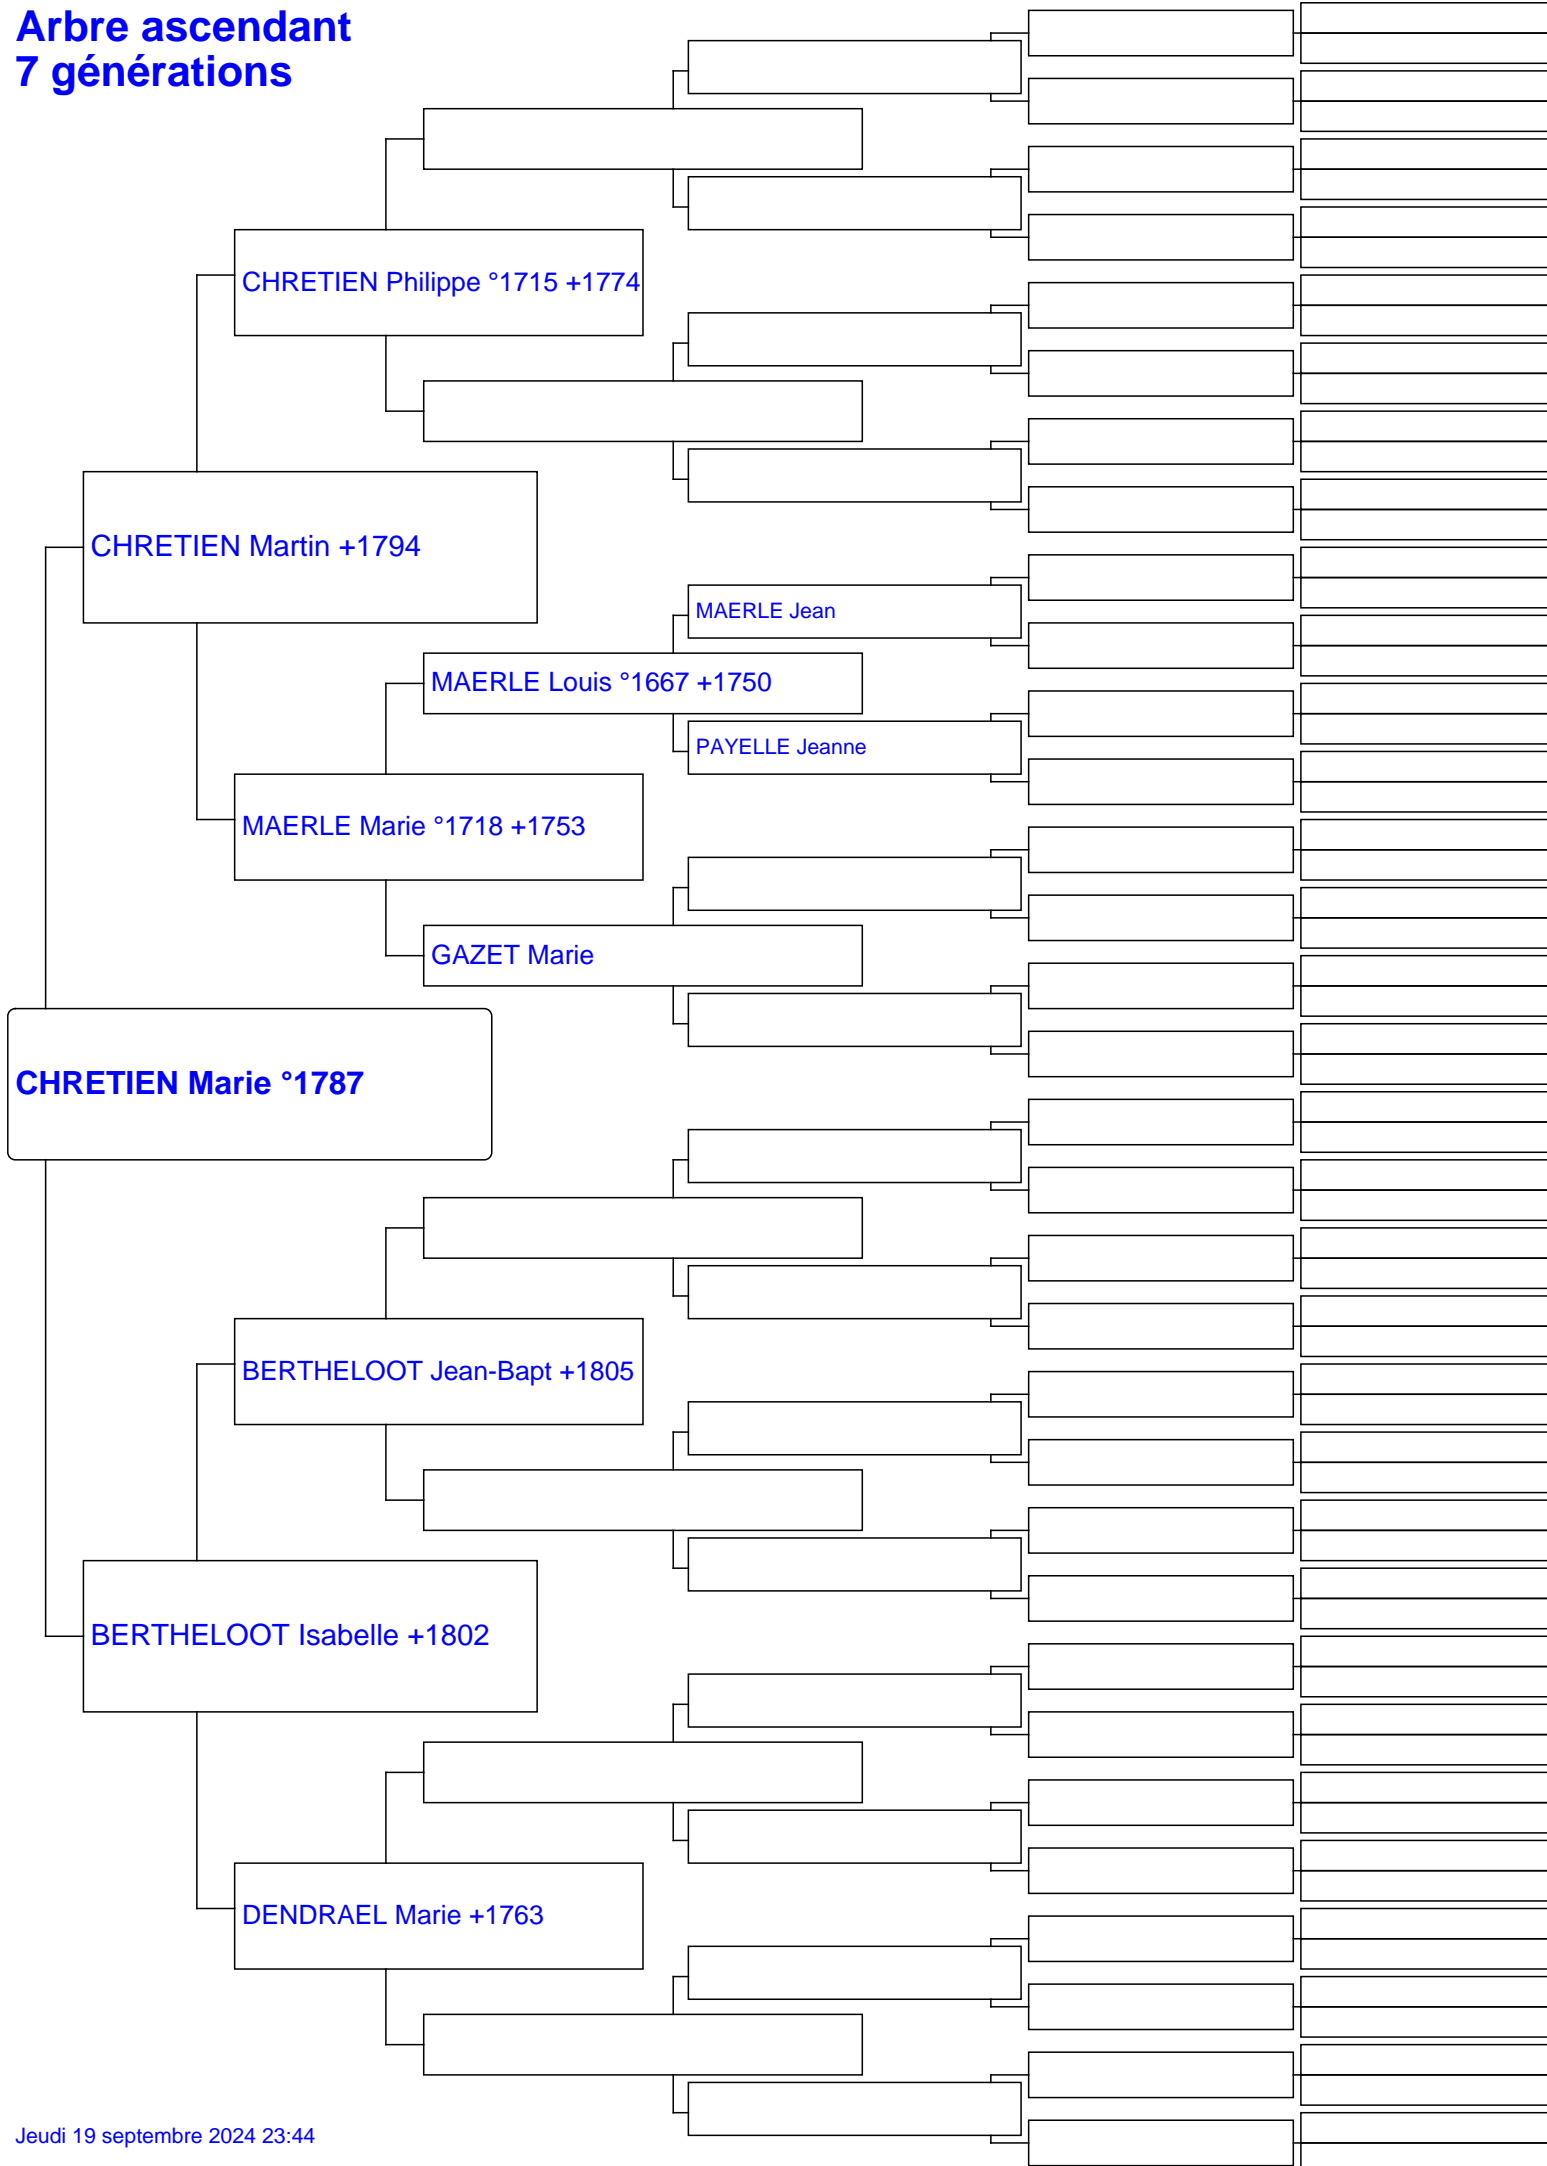 Arbre ascendant
7 générations
CHRETIEN Philippe °1715 +1774
CHRETIEN Martin +1794
MAERLE Jean
MAERLE Louis °1667 +1750
PAYELLE Jeanne
MAERLE Marie °1718 +1753
GAZET Marie
CHRETIEN Marie °1787
BERTHELOOT Jean-Bapt +1805
BERTHELOOT Isabelle +1802
DENDRAEL Marie +1763
Jeudi 19 septembre 2024 23:44